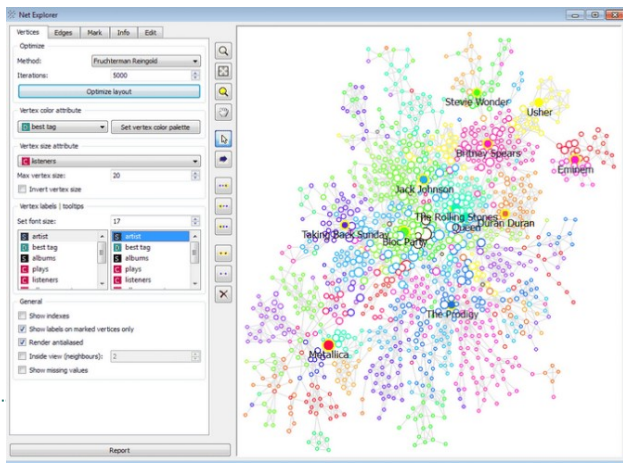 Net Explorer
Vertices Edges Mark Info Edit
Optimize
Method: Fruchterman Reingold
Iterations: 5000
Optimize layout
Vertex color attribute
D best tag Set vertex color palette
Vertex size attribute
C listeners
Max vertex size: 20
Invert vertex size
Vertex labels | tooltips
Set font size: 17
S artist S artist
D best tag D best tag
S albums S albums
C plays C plays
C listeners C listeners
General
Show indexes
Show labels on marked vertices only
Render antialiased
Inside view (neighbours): 2
Show missing values
Report
Stevie Wonder
Usher
Britnay Spears
Eminem
Jack Johnson
The Rolling Stones
Duran Duran
Queen
Taking Back Sunday
Bloc Party
The Prodigy
Metallica